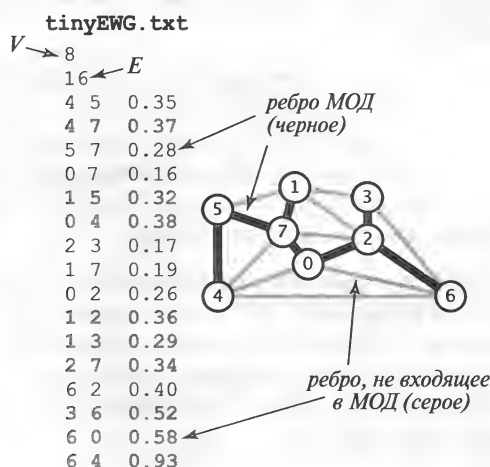 tinyEWG.txt
V
8
16
E
4 5 0.35
4 7 0.37
5 7 0.28
0 7 0.16
1 5 0.32
0 4 0.38
2 3 0.17
1 7 0.19
0 2 0.26
1 2 0.36
1 3 0.29
2 7 0.34
6 2 0.40
3 6 0.52
6 0 0.58
6 4 0.93
ребро МОД
(черное)
1
3
5
7
2
0
4
6
ребро, не входящее
в МОД (серое)